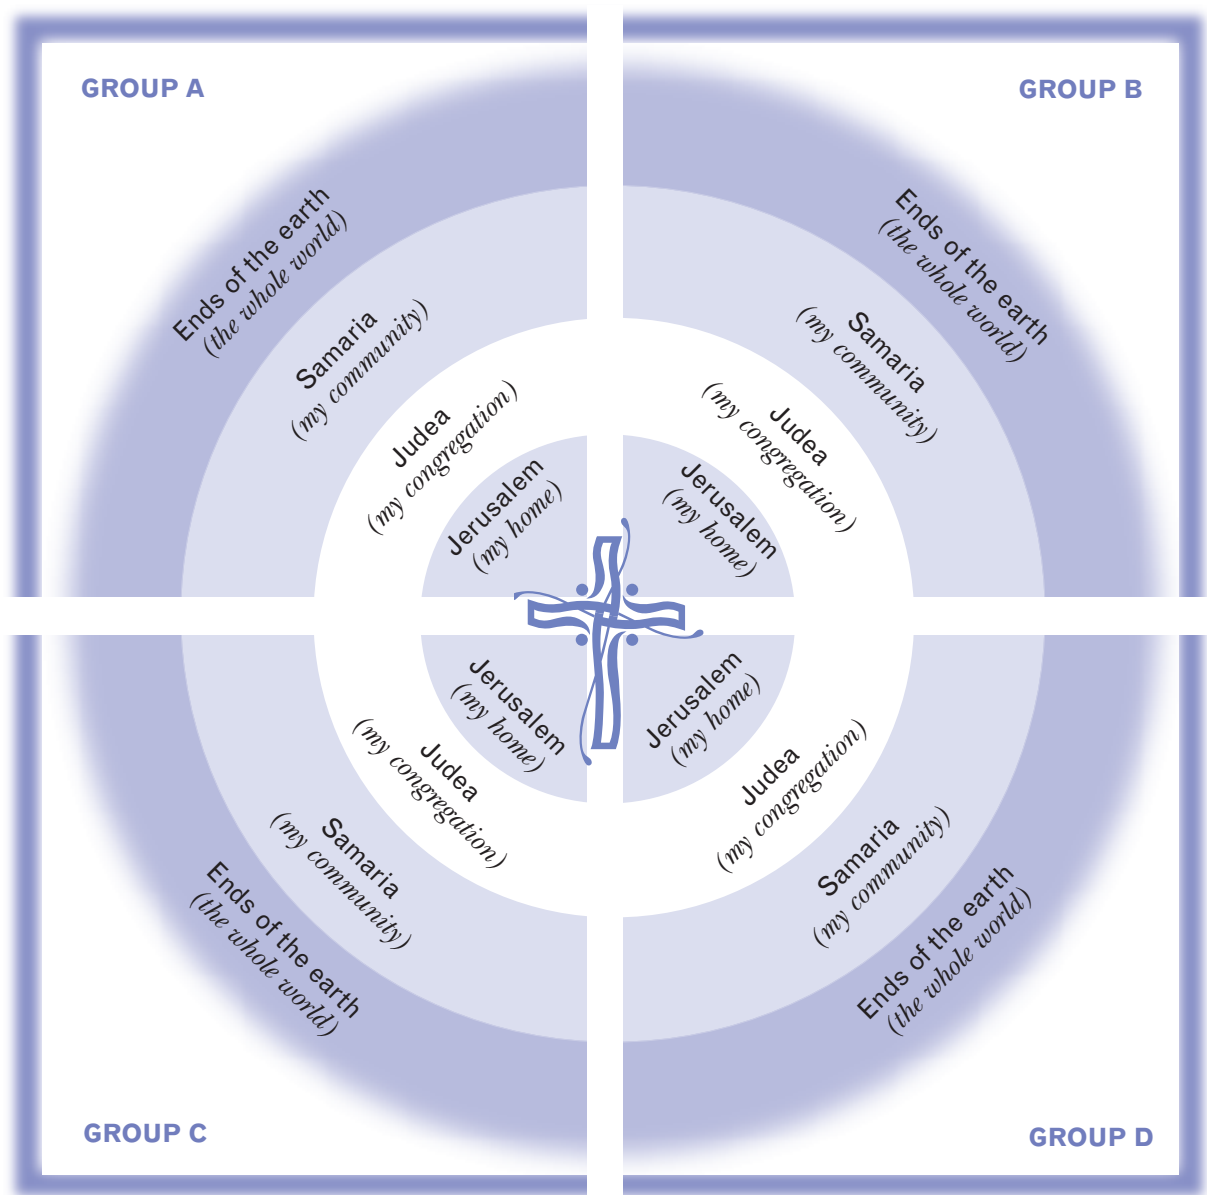 GROUP A
Ends of the earth
(the whole world)
Samaria
(my community)
Judea
(my congregation)
Jerusalem
(my home)
GROUP B
Ends of the earth
(the whole world)
Samaria
(my community)
Judea
(my congregation)
Jerusalem
(my home)
Jerusalem
(my home)
Judea
(my congregation)
Samaria
(my community)
Ends of the earth
(the whole world)
GROUP C
Jerusalem
(my home)
Judea
(my congregation)
Samaria
(my community)
Ends of the earth
(the whole world)
GROUP D